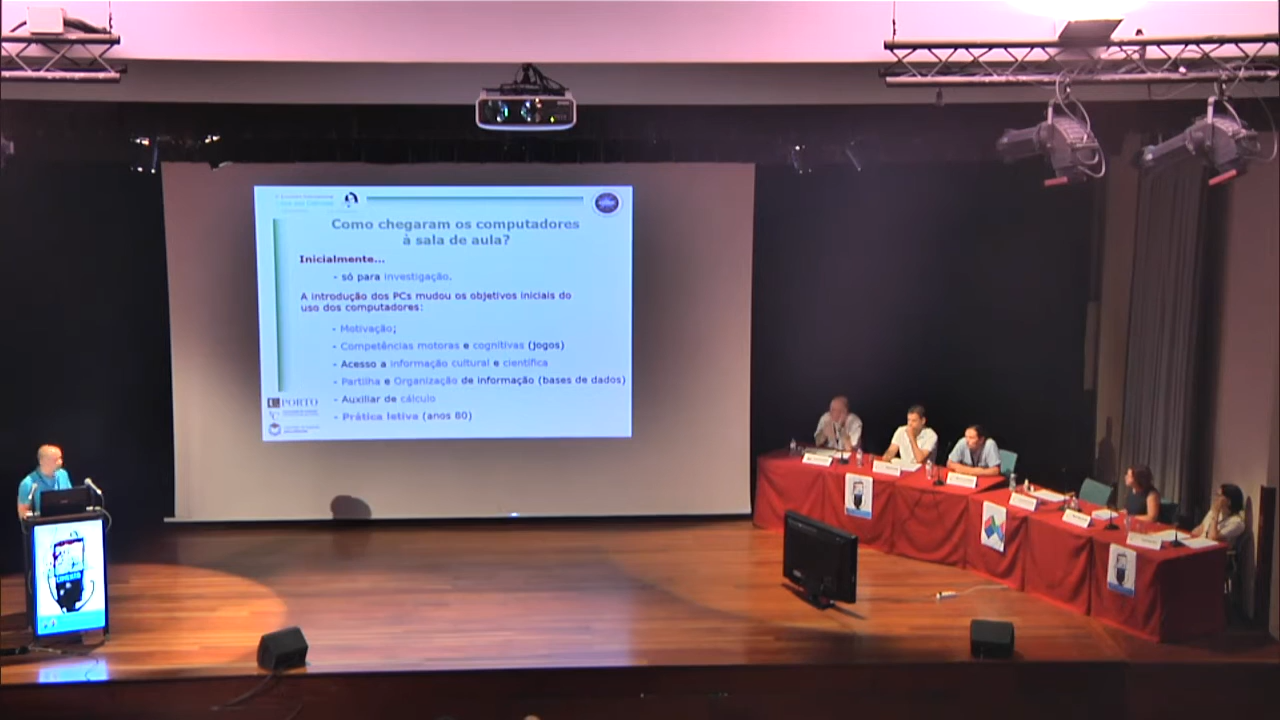 Como chegaram os computadores
à sala de aula?
Inicialmente...
- só para investigação.
A introdução dos PCs mudou os objetivos iniciais do
uso dos computadores:
- Motivação;
- Competências motoras e cognitivas (jogos)
- Acesso a informação cultural e científica
- Partilha e Organização de informação (bases de dados)
- Auxiliar de cálculo
- Prática letiva (anos 80)
PORTO